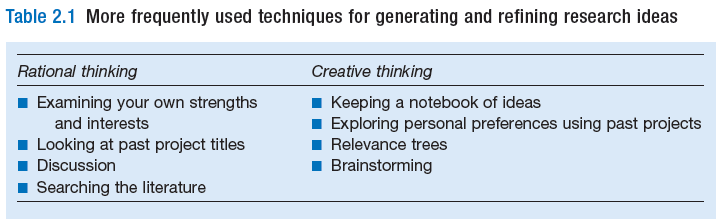 Table 2.1 More frequently used techniques for generating and refining research ideas
Rational thinking
■ Examining your own strengths
and interests
■ Looking at past project titles
■ Discussion
■ Searching the literature
Creative thinking
■ Keeping a notebook of ideas
■ Exploring personal preferences using past projects
■ Relevance trees
■ Brainstorming